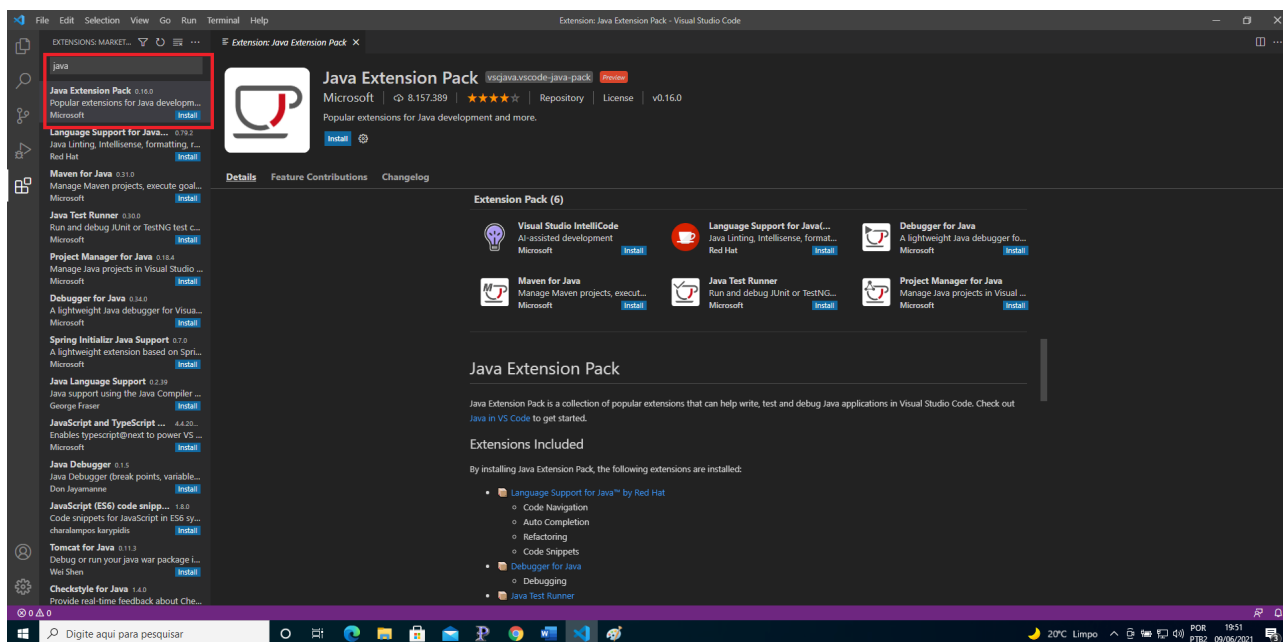 File Edit Selection View Go Run Terminal Help
Extension: Java Extension Pack - Visual Studio Code
EXTENSIONS: MARKET...
java
Java Extension Pack 0.16.0
Popular extensions for Java developm...
Microsoft Install
Language Support for Java... 0.79.2
Java Linting, Intellisense, formatting, r...
Red Hat Install
Maven for Java 0.31.0
Manage Maven projects, execute goal...
Microsoft Install
Java Test Runner 0.30.0
Run and debug JUnit or TestNG test c...
Microsoft Install
Project Manager for Java 0.18.4
Manage Java projects in Visual Studio ...
Microsoft Install
Debugger for Java 0.34.0
A lightweight Java debugger for Visua...
Microsoft Install
Spring Initializr Java Support 0.7.0
A lightweight extension based on Spri...
Microsoft Install
Java Language Support 0.2.39
Java support using the Java Compiler ...
George Fraser Install
JavaScript and TypeScript ... 4.4.20...
Enables typescript@next to power VS ...
Microsoft Install
Java Debugger 0.1.5
Java Debugger (break points, variable...
Don Jayamanne Install
JavaScript (ES6) code snipp... 1.8.0
Code snippets for JavaScript in ES6 sy...
charalampos karypidis Install
Tomcat for Java 0.11.3
Debug or run your java war package i...
Wei Shen Install
Checkstyle for Java 1.4.0
Provide real-time feedback about Che...
Extension: Java Extension Pack
Java Extension Pack vscjava.vscode-java-pack Preview
Microsoft 8.157.389 Repository License v0.16.0
Popular extensions for Java development and more.
Install
Details Feature Contributions Changelog
Extension Pack (6)
Visual Studio IntelliCode
AI-assisted development
Microsoft Install
Language Support for Java(...
Java Linting, Intellisense, format...
Red Hat Install
Debugger for Java
A lightweight Java debugger fo...
Microsoft Install
Maven for Java
Manage Maven projects, execut...
Microsoft Install
Java Test Runner
Run and debug JUnit or TestNG...
Microsoft Install
Project Manager for Java
Manage Java projects in Visual ...
Microsoft Install
Java Extension Pack
Java Extension Pack is a collection of popular extensions that can help write, test and debug Java applications in Visual Studio Code. Check out
Java in VS Code to get started.
Extensions Included
By installing Java Extension Pack, the following extensions are installed:
Language Support for Java™ by Red Hat
Code Navigation
Auto Completion
Refactoring
Code Snippets
Debugger for Java
Debugging
Java Test Runner
0 0
Digite aqui para pesquisar
20°C Limpo
POR
PTB2
19:51
09/06/2021